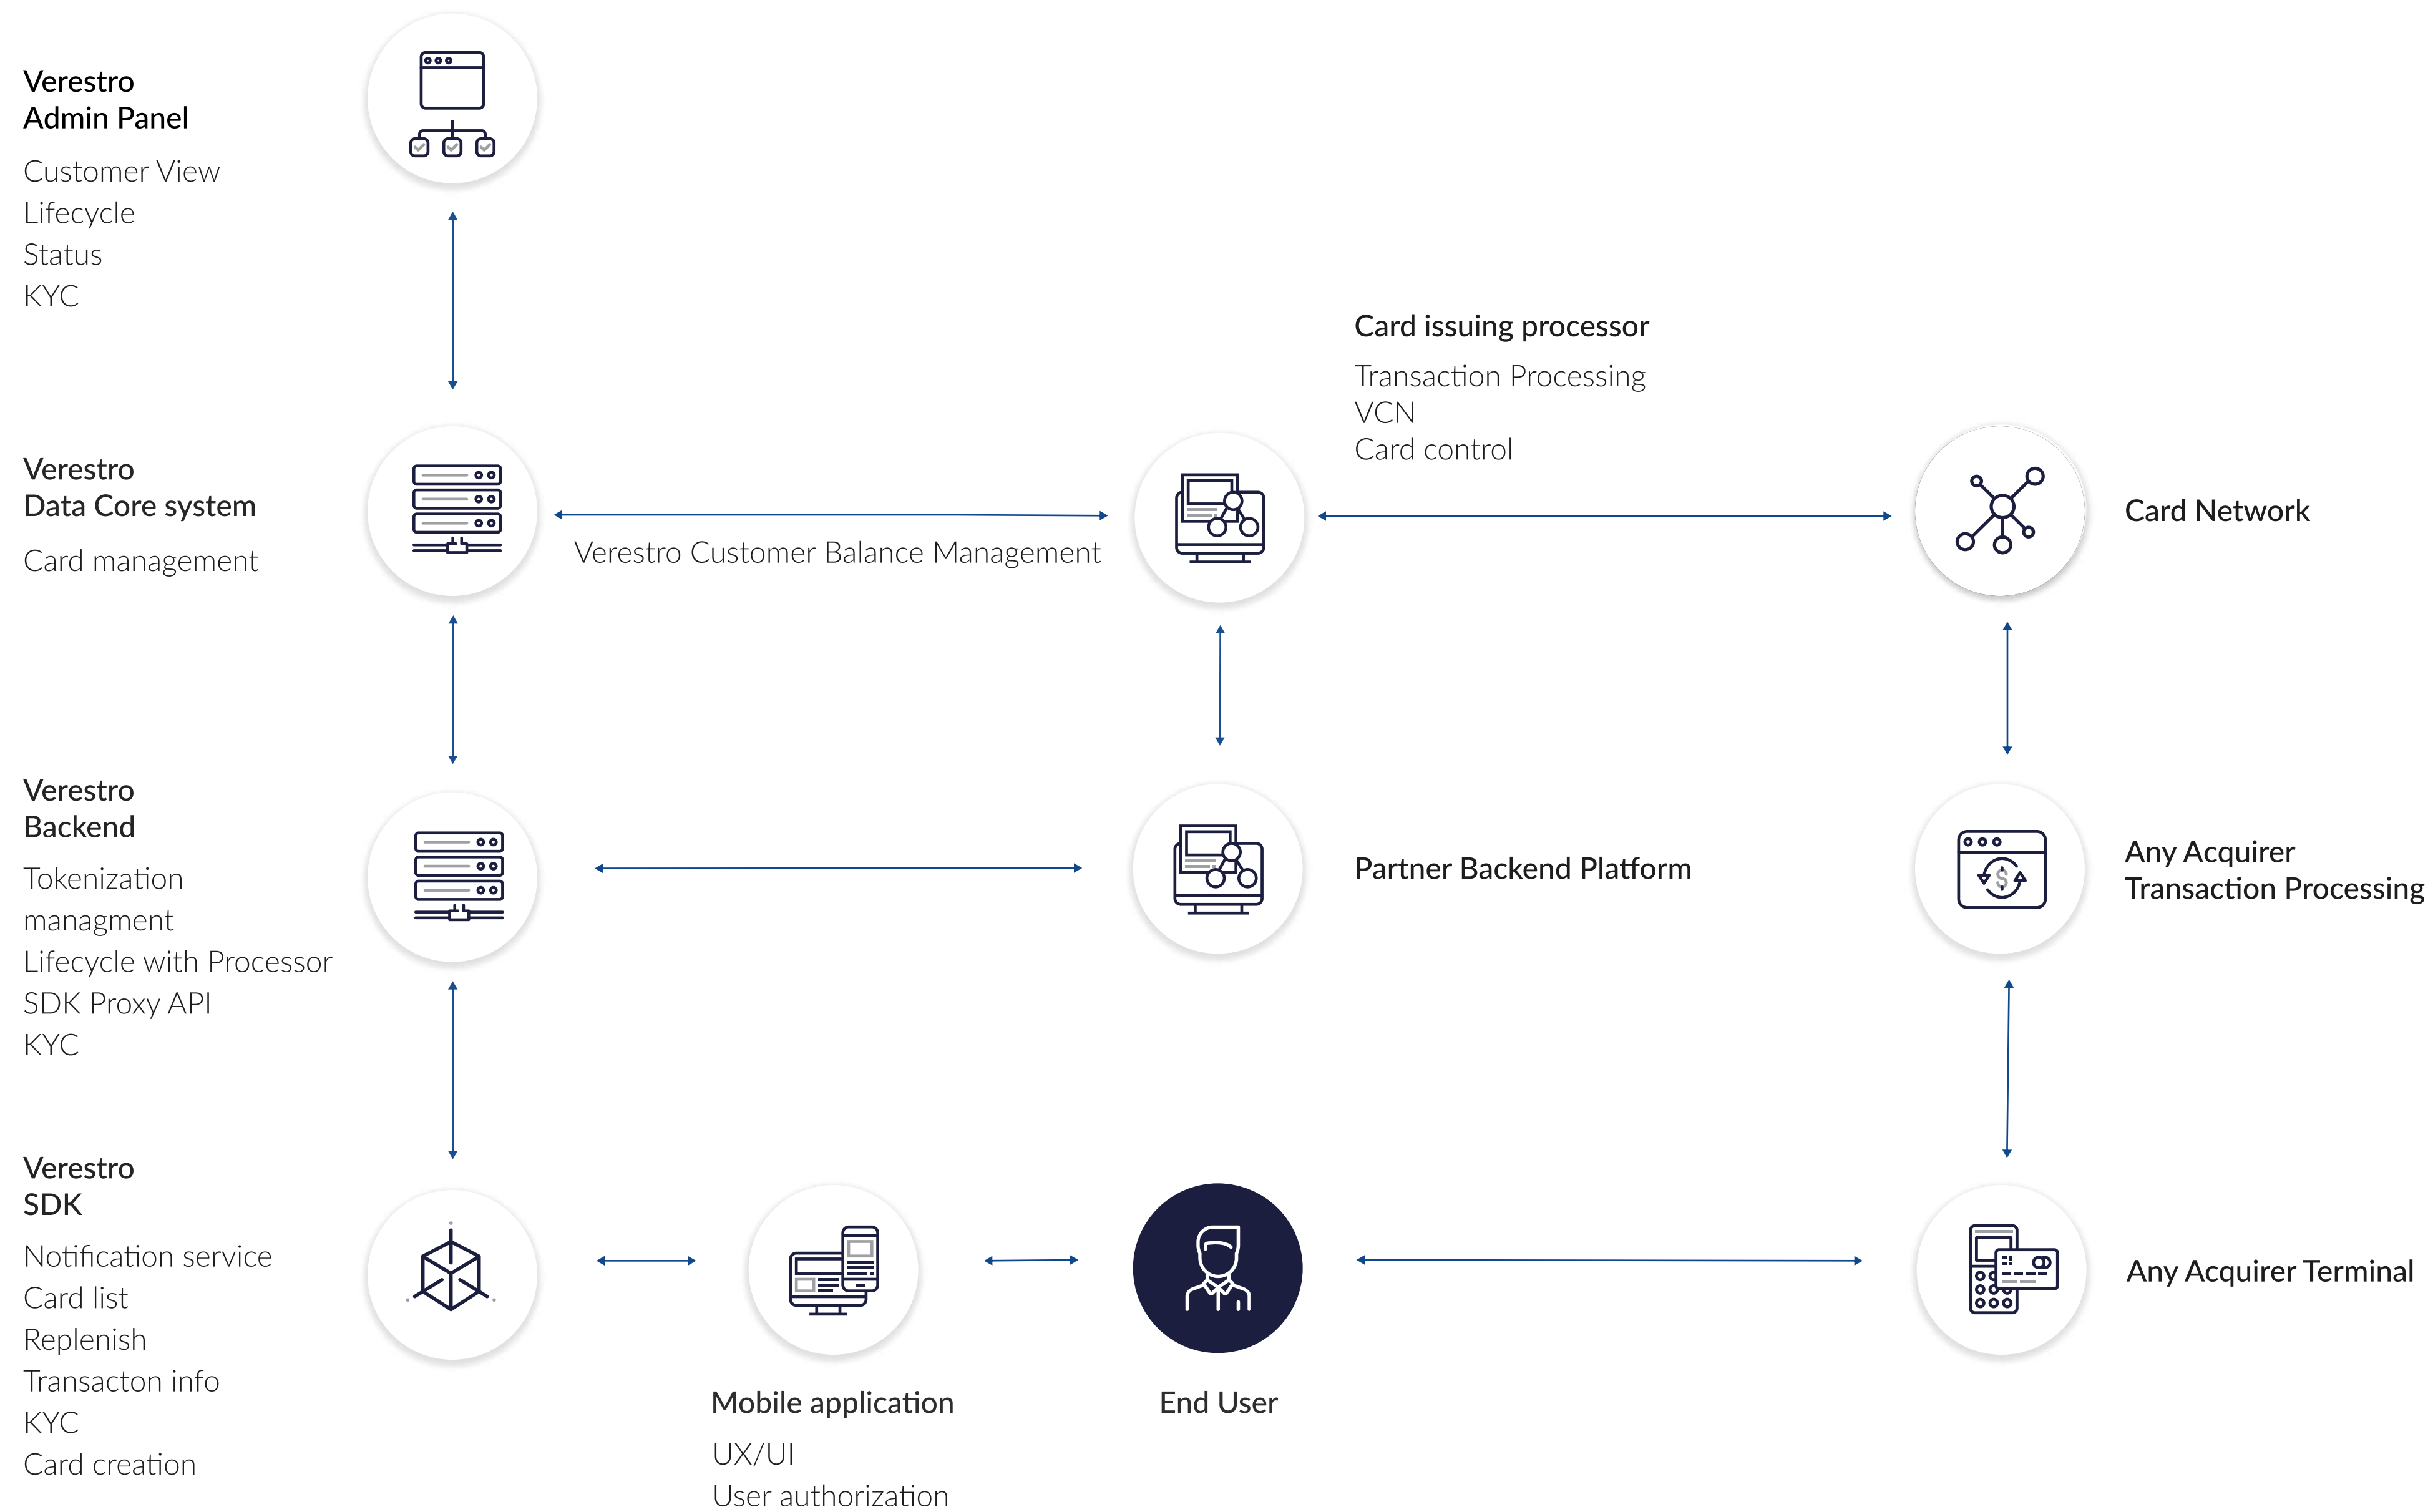 Verestro
Admin Panel
Customer View
Lifecycle
Status
KYC
Card issuing processor
Transaction Processing
VCN
Card control
Verestro
Data Core system
Card management
Verestro Customer Balance Management
Card Network
Verestro
Backend
Tokenization
managment
Lifecycle with Processor
SDK Proxy API
KYC
Partner Backend Platform
Any Acquirer
Transaction Processing
$
Verestro
SDK
Notification service
Card list
Replenish
Transacton info
KYC
Card creation
Mobile application
UX/UI
User authorization
End User
Any Acquirer Terminal